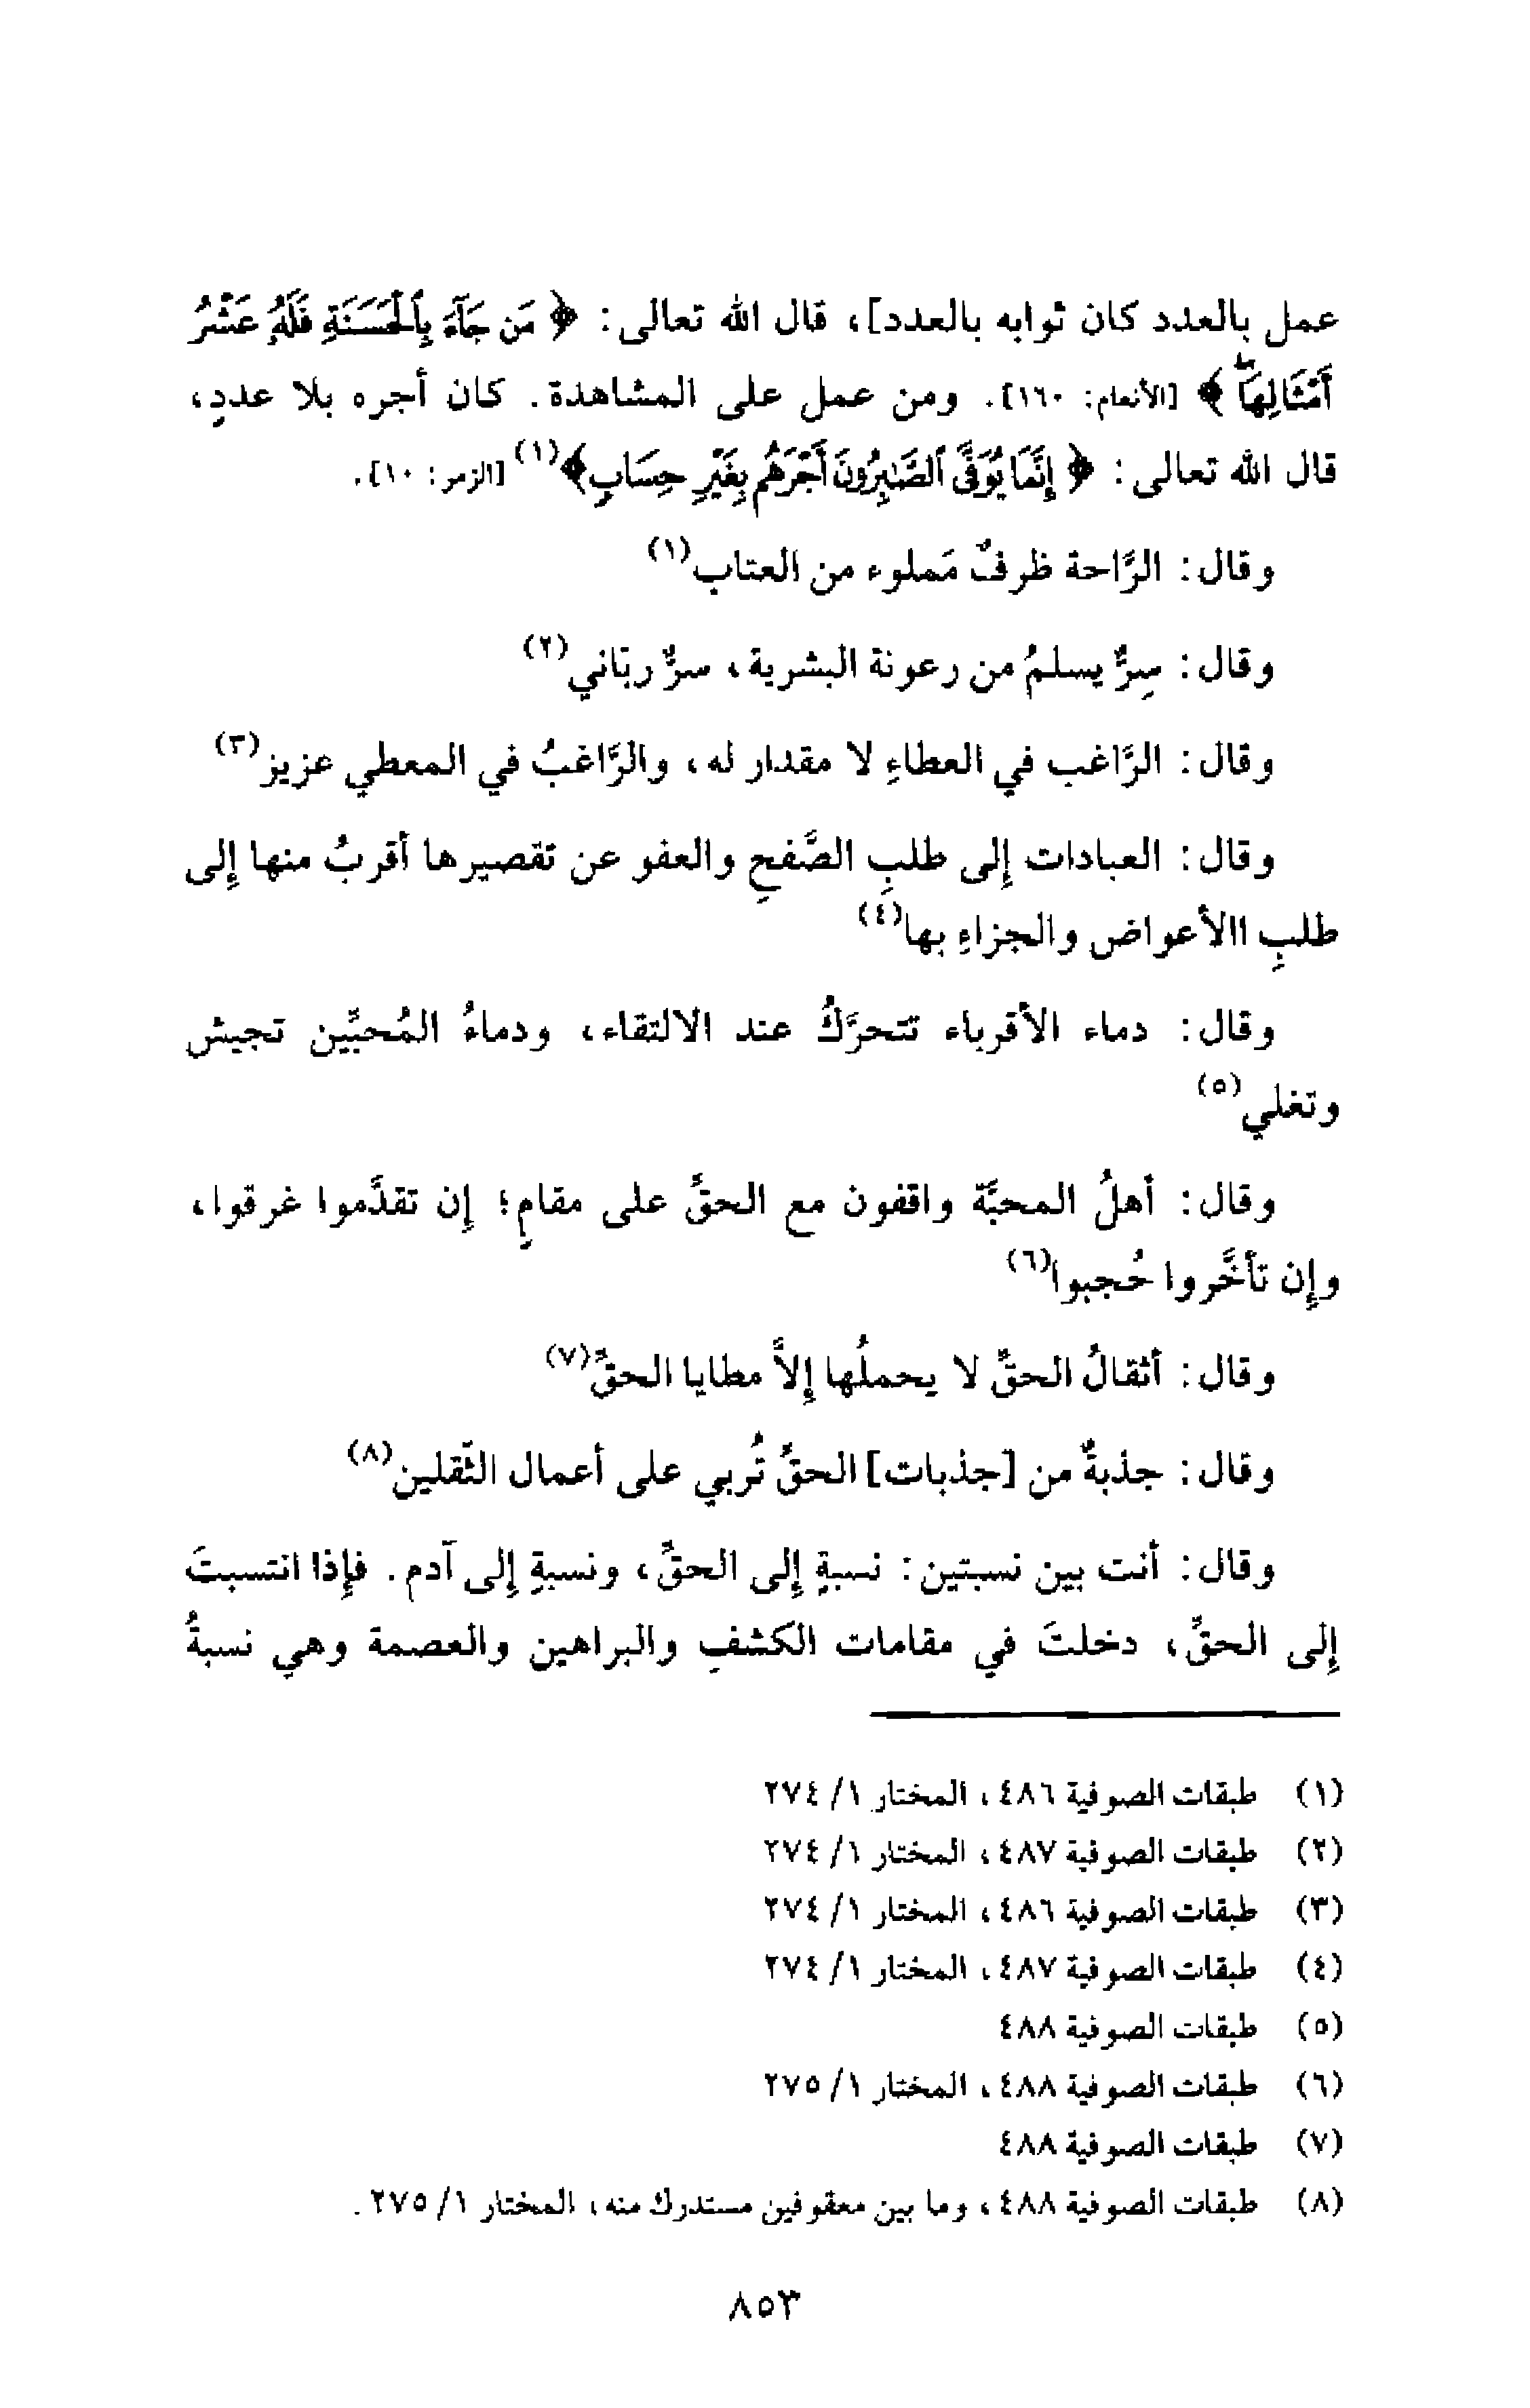 عمل بالعدد كان ثوابه بالعدد]، قال الله تعالى: ﴿ مَن جَآءَ بِٱلْحَسَنَةِ فَلَهُۥ عَشْرُ
أَمْثَالِهَاۖ ﴾ [الأنعام: ١٦٠]. ومن عمل على المشاهدة. كان أجره بلا عددٍ،
قال الله تعالى: ﴿ إِنَّمَا يُوَفَّى ٱلصَّـٰبِرُونَ أَجْرَهُم بِغَيْرِ حِسَابٍ﴾(١) [الزمر: ١٠].
وقال: الرَّاحة ظرفٌ مَملوء من العتاب(١)
وقال: سِرٌّ يسلمُ من رعونة البشرية، سرٌّ ربّاني(٢)
وقال: الرَّاغب في العطاءِ لا مقدار له، والرَّاغبُ في المعطي عزيز(٣)
وقال: العبادات إلى طلبِ الصَّفحِ والعفو عن تقصيرها أقربُ منها إلى
طلبِ االأعواض والجزاءِ بها(٤)
وقال: دماء الأقرباء تتحرَّكُ عند الالتقاء، ودماءُ المُحبِّين تجيش
وتغلي(٥)
وقال: أهلُ المحبَّة واقفون مع الحقِّ على مقامٍ؛ إن تقدَّموا غرقوا،
وإن تأخَّروا حُجبوا(٦)
وقال: أثقالُ الحقِّ لا يحملُها إلاَّ مطايا الحقِّ(٧)
وقال: جذبةٌ من [جذبات] الحقِّ تُربي على أعمال الثّقلين(٨)
وقال: أنت بين نسبتين: نسبةٍ إلى الحقِّ، ونسبةٍ إلى آدم. فإذا انتسبتَ
إلى الحقِّ، دخلتَ في مقامات الكشفِ والبراهين والعصمة وهي نسبةُ
(١) طبقات الصوفية ٤٨٦، المختار ١/ ٢٧٤
(٢) طبقات الصوفية ٤٨٧، المختار ١/ ٢٧٤
(٣) طبقات الصوفية ٤٨٦، المختار ١/ ٢٧٤
(٤) طبقات الصوفية ٤٨٧، المختار ١/ ٢٧٤
(٥) طبقات الصوفية ٤٨٨
(٦) طبقات الصوفية ٤٨٨، المختار ١/ ٢٧٥
(٧) طبقات الصوفية ٤٨٨
(٨) طبقات الصوفية ٤٨٨، وما بين معقوفين مستدرك منه، المختار ١/ ٢٧٥.
٨٥٣